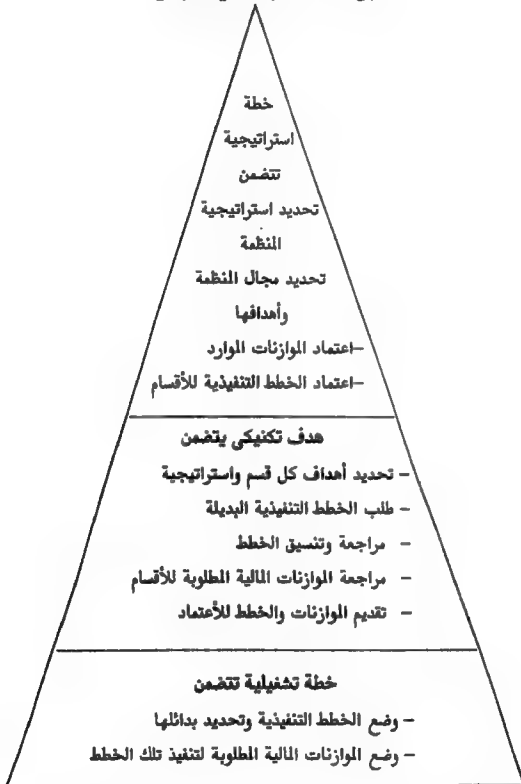 خطة
استراتيجية
تتضمن
تحديد استراتيجية
المنظمة
تحديد مجال المنظمة
وأهدافها
–اعتماد الموازنات الموارد
–اعتماد الخطط التنفيذية للأقسام
هدف تكنيكى يتضمن
– تحديد أهداف كل قسم واستراتيجية
– طلب الخطط التنفيذية البديلة
– مراجعة وتنسيق الخطط
– مراجعة الموازنات المالية المطلوبة للأقسام
– تقديم الموازنات والخطط للأعتماد
خطة تشغيلية تتضمن
– وضع الخطط التنفيذية وتحديد بدائلها
– وضع الموازنات المالية المطلوبة لتنفيذ تلك الخطط